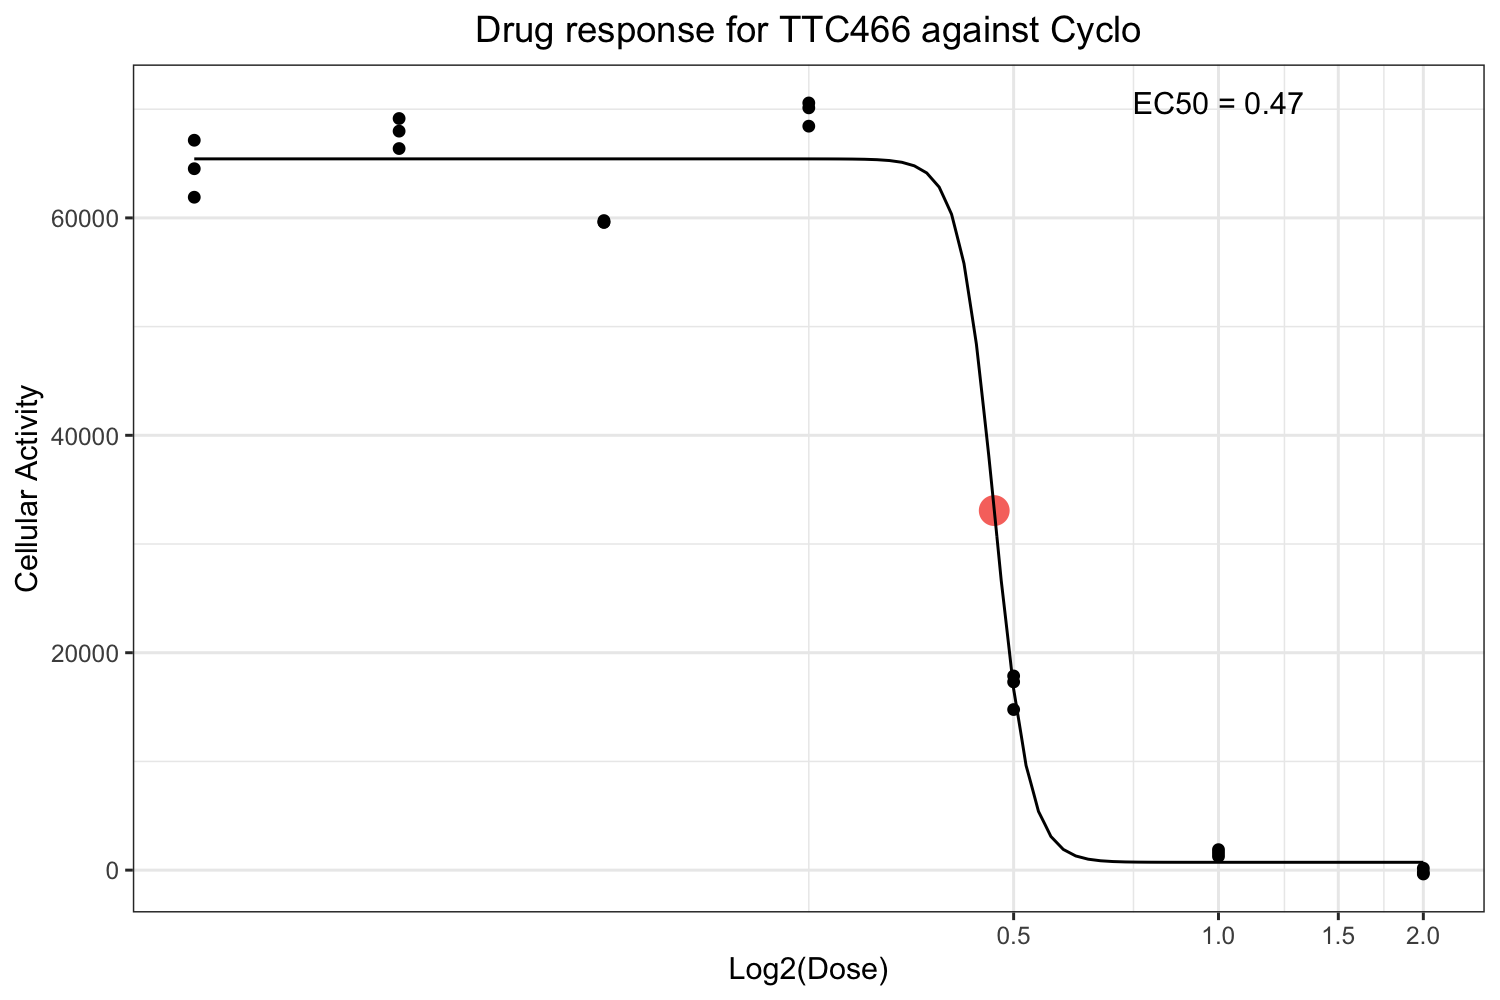 Drug response for TTC466 against Cyclo
EC50 = 0.47
60000
40000
20000
0
Cellular Activity
0.5 1.0 1.5 2.0
Log2(Dose)